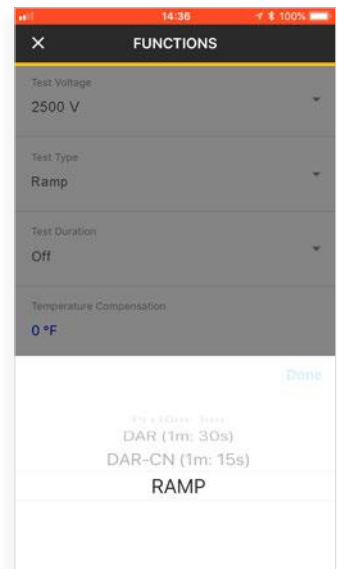 14:36
100%
× FUNCTIONS
Test Voltage
2500 V
Test Type
Ramp
Test Duration
Off
Temperature Compensation
0 °F
Done
DAR (1m: 30s)
DAR-CN (1m: 15s)
RAMP